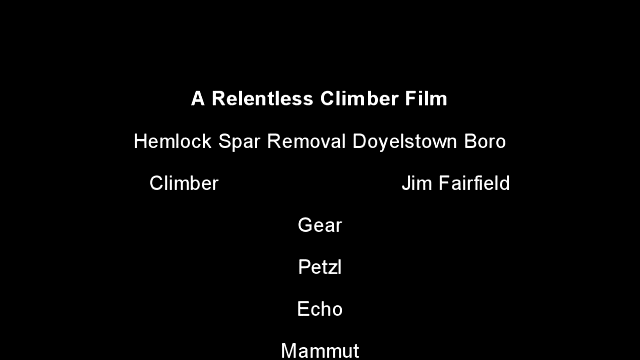 A Relentless Climber Film
Hemlock Spar Removal Doyelstown Boro
Climber Jim Fairfield
Gear
Petzl
Echo
Mammut